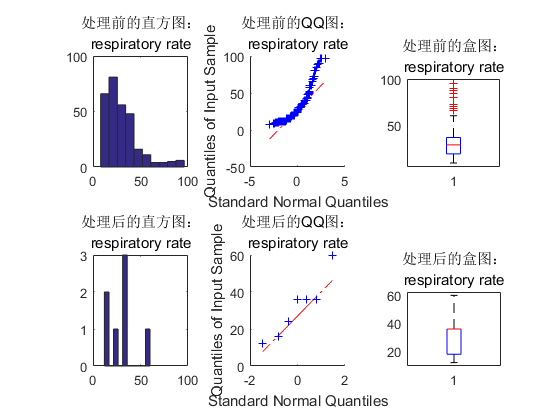 处理前的直方图：
respiratory rate
100
50
0
0
50
100
处理前的QQ图：
respiratory rate
Quantiles of Input Sample
100
50
0
-50
-5
0
5
Standard Normal Quantiles
处理前的盒图：
respiratory rate
100
50
1
处理后的直方图：
respiratory rate
3
2
1
0
0
50
100
处理后的QQ图：
respiratory rate
Quantiles of Input Sample
60
40
20
0
-2
0
2
Standard Normal Quantiles
处理后的盒图：
respiratory rate
60
40
20
1